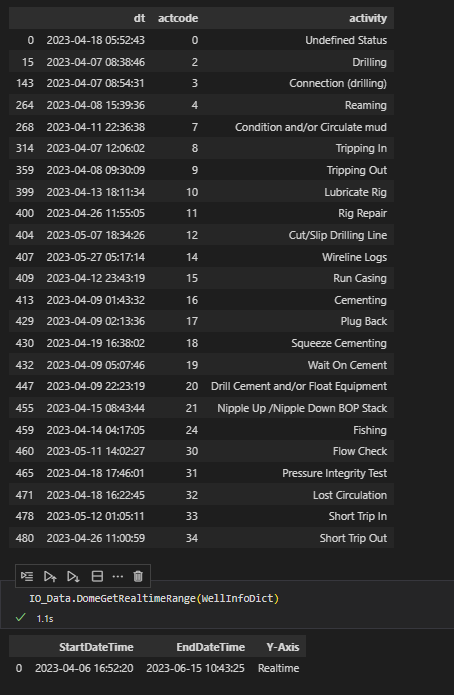 dt actcode activity
0 2023-04-18 05:52:43 0 Undefined Status
15 2023-04-07 08:38:46 2 Drilling
143 2023-04-07 08:54:31 3 Connection (drilling)
264 2023-04-08 15:39:36 4 Reaming
268 2023-04-11 22:36:38 7 Condition and/or Circulate mud
314 2023-04-07 12:06:02 8 Tripping In
359 2023-04-08 09:30:09 9 Tripping Out
399 2023-04-13 18:11:34 10 Lubricate Rig
400 2023-04-26 11:55:05 11 Rig Repair
404 2023-05-07 18:34:26 12 Cut/Slip Drilling Line
407 2023-05-27 05:17:14 14 Wireline Logs
409 2023-04-12 23:43:19 15 Run Casing
413 2023-04-09 01:43:32 16 Cementing
429 2023-04-09 02:13:36 17 Plug Back
430 2023-04-19 16:38:02 18 Squeeze Cementing
432 2023-04-09 05:07:46 19 Wait On Cement
447 2023-04-09 22:23:19 20 Drill Cement and/or Float Equipment
455 2023-04-15 08:43:44 21 Nipple Up /Nipple Down BOP Stack
459 2023-04-14 04:17:05 24 Fishing
460 2023-05-11 14:02:27 30 Flow Check
465 2023-04-18 17:46:01 31 Pressure Integrity Test
471 2023-04-18 16:22:45 32 Lost Circulation
478 2023-05-12 01:05:11 33 Short Trip In
480 2023-04-26 11:00:59 34 Short Trip Out
IO_Data.DomeGetRealtimeRange(WellInfoDict)
1.1s
StartDateTime EndDateTime Y-Axis
0 2023-04-06 16:52:20 2023-06-15 10:43:25 Realtime